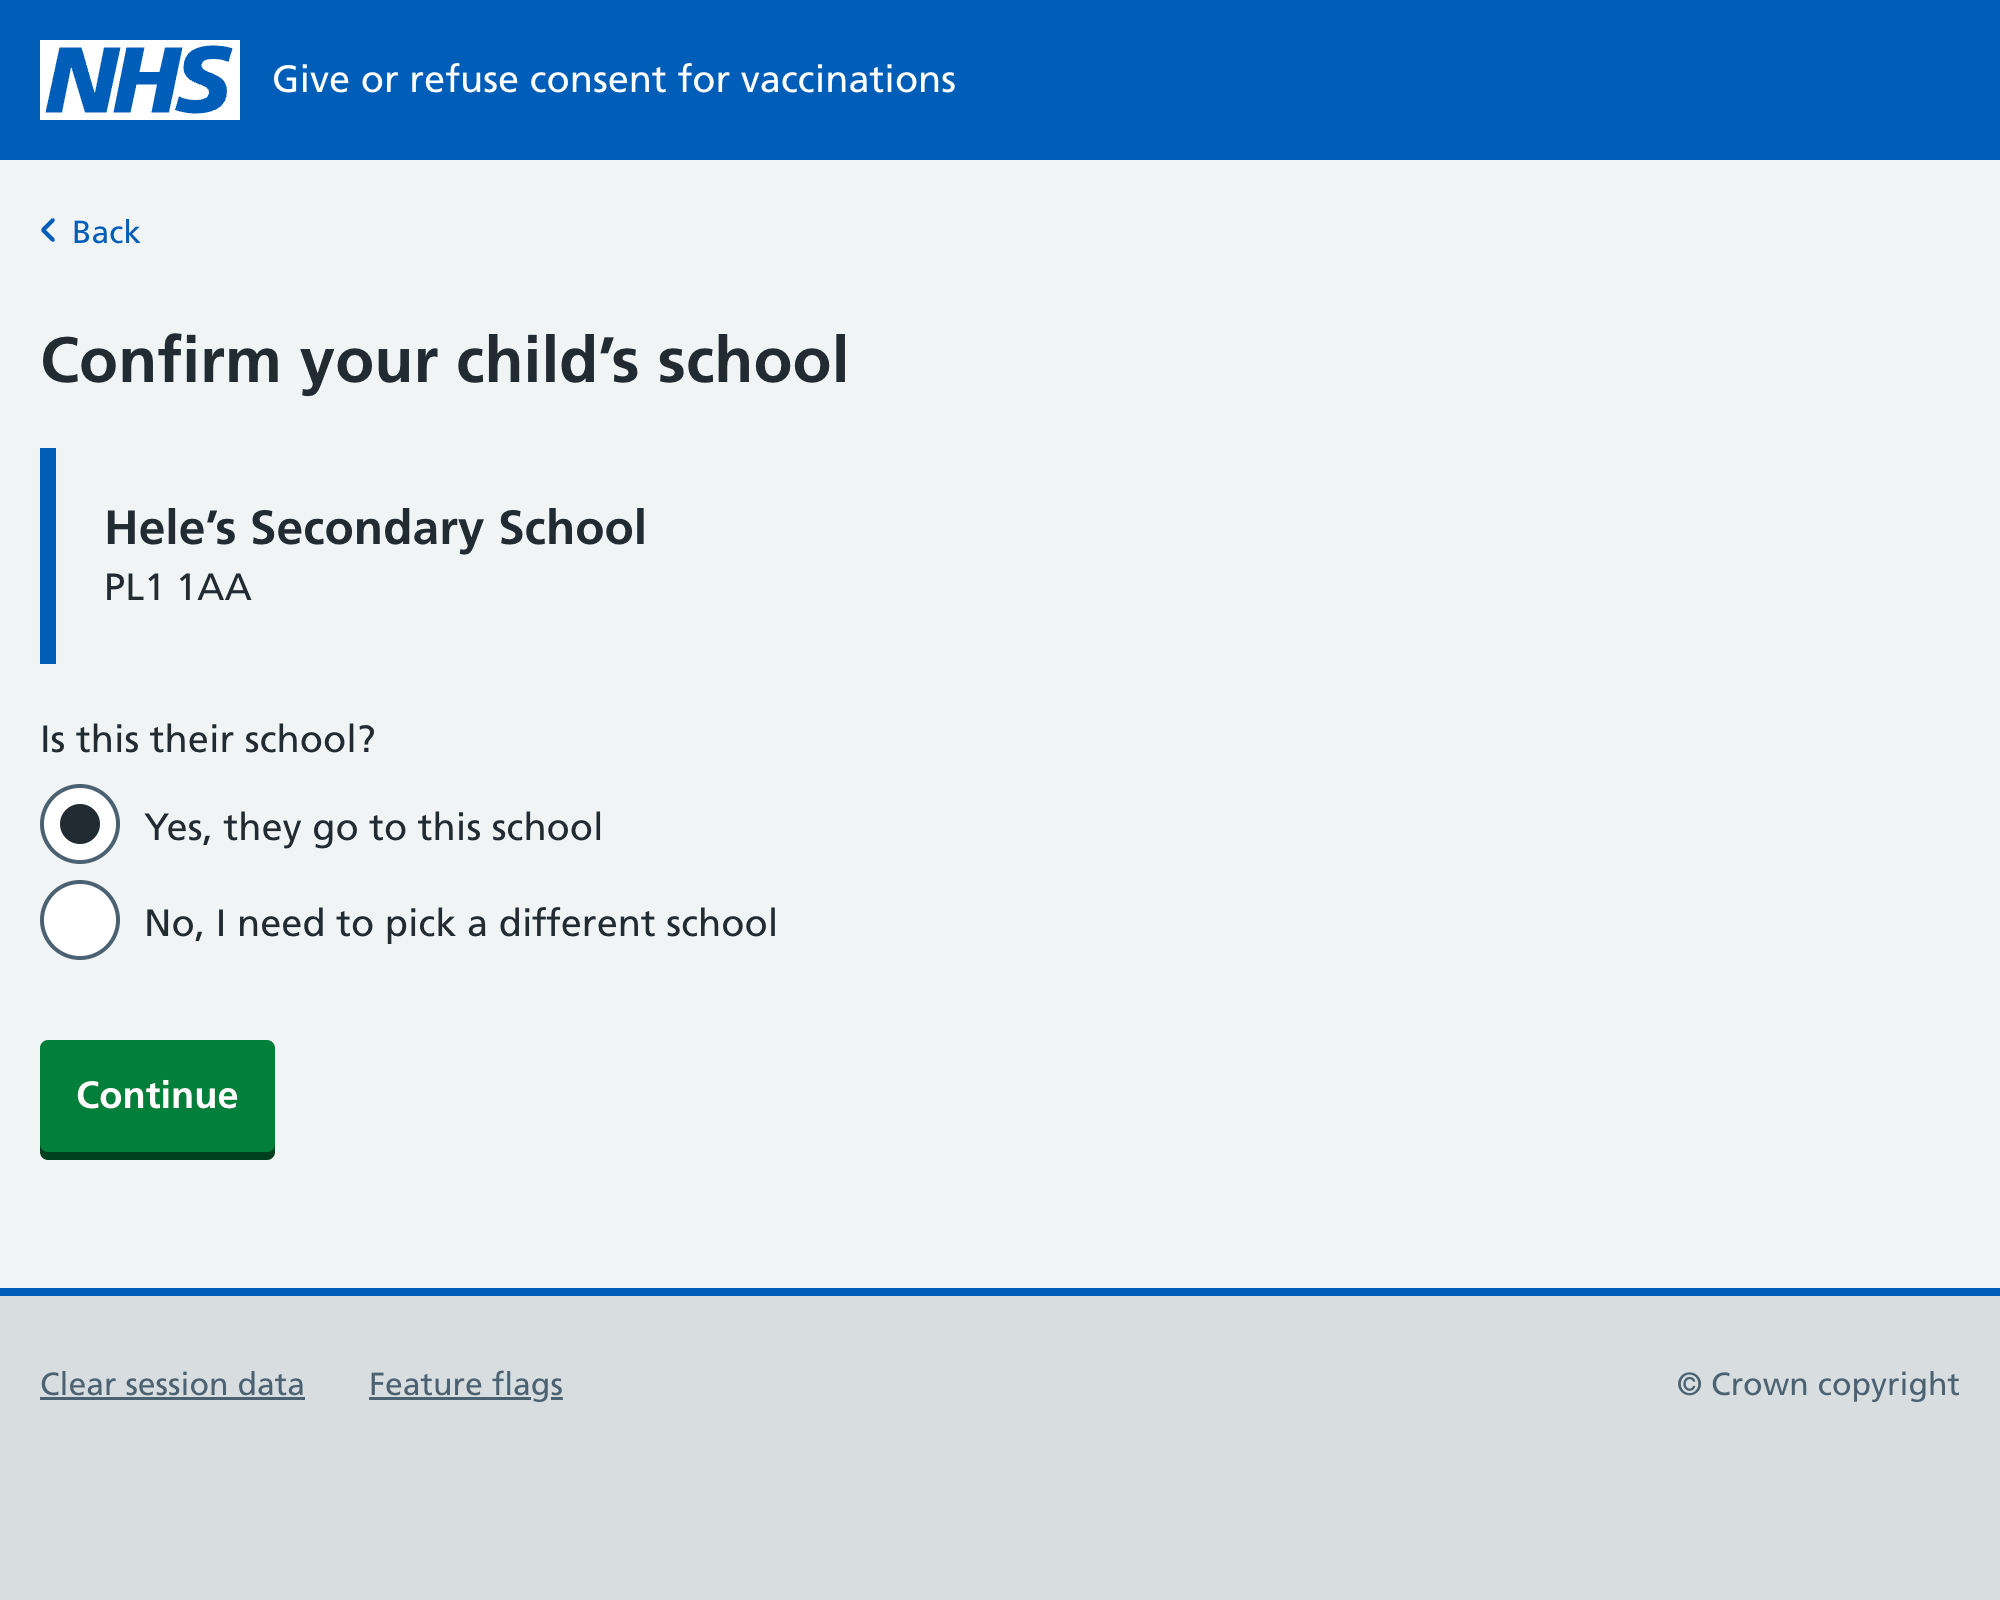 NHS Give or refuse consent for vaccinations
Back
Confirm your child’s school
Hele’s Secondary School
PL1 1AA
Is this their school?
Yes, they go to this school
No, I need to pick a different school
Continue
Clear session data Feature flags © Crown copyright